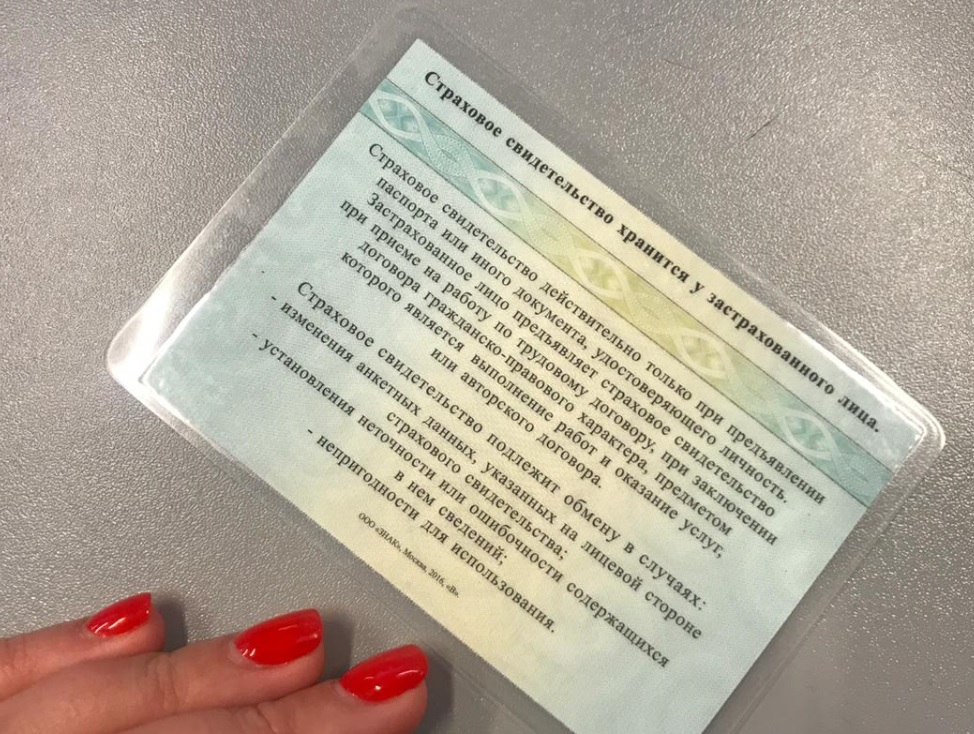 Страховое свидетельство хранится у застрахованного лица.
Страховое свидетельство действительно только при предъявлении
паспорта или иного документа, удостоверяющего личность.
Застрахованное лицо предъявляет страховое свидетельство
при приеме на работу по трудовому договору, при заключении
договора гражданско-правового характера, предметом
которого является выполнение работ и оказание услуг,
или авторского договора.
Страховое свидетельство подлежит обмену в случаях:
- изменения анкетных данных, указанных на лицевой стороне
страхового свидетельства;
- установления неточности или ошибочности содержащихся
в нем сведений;
- непригодности для использования.
ООО «ЗНАК», Москва, 2016, «В».